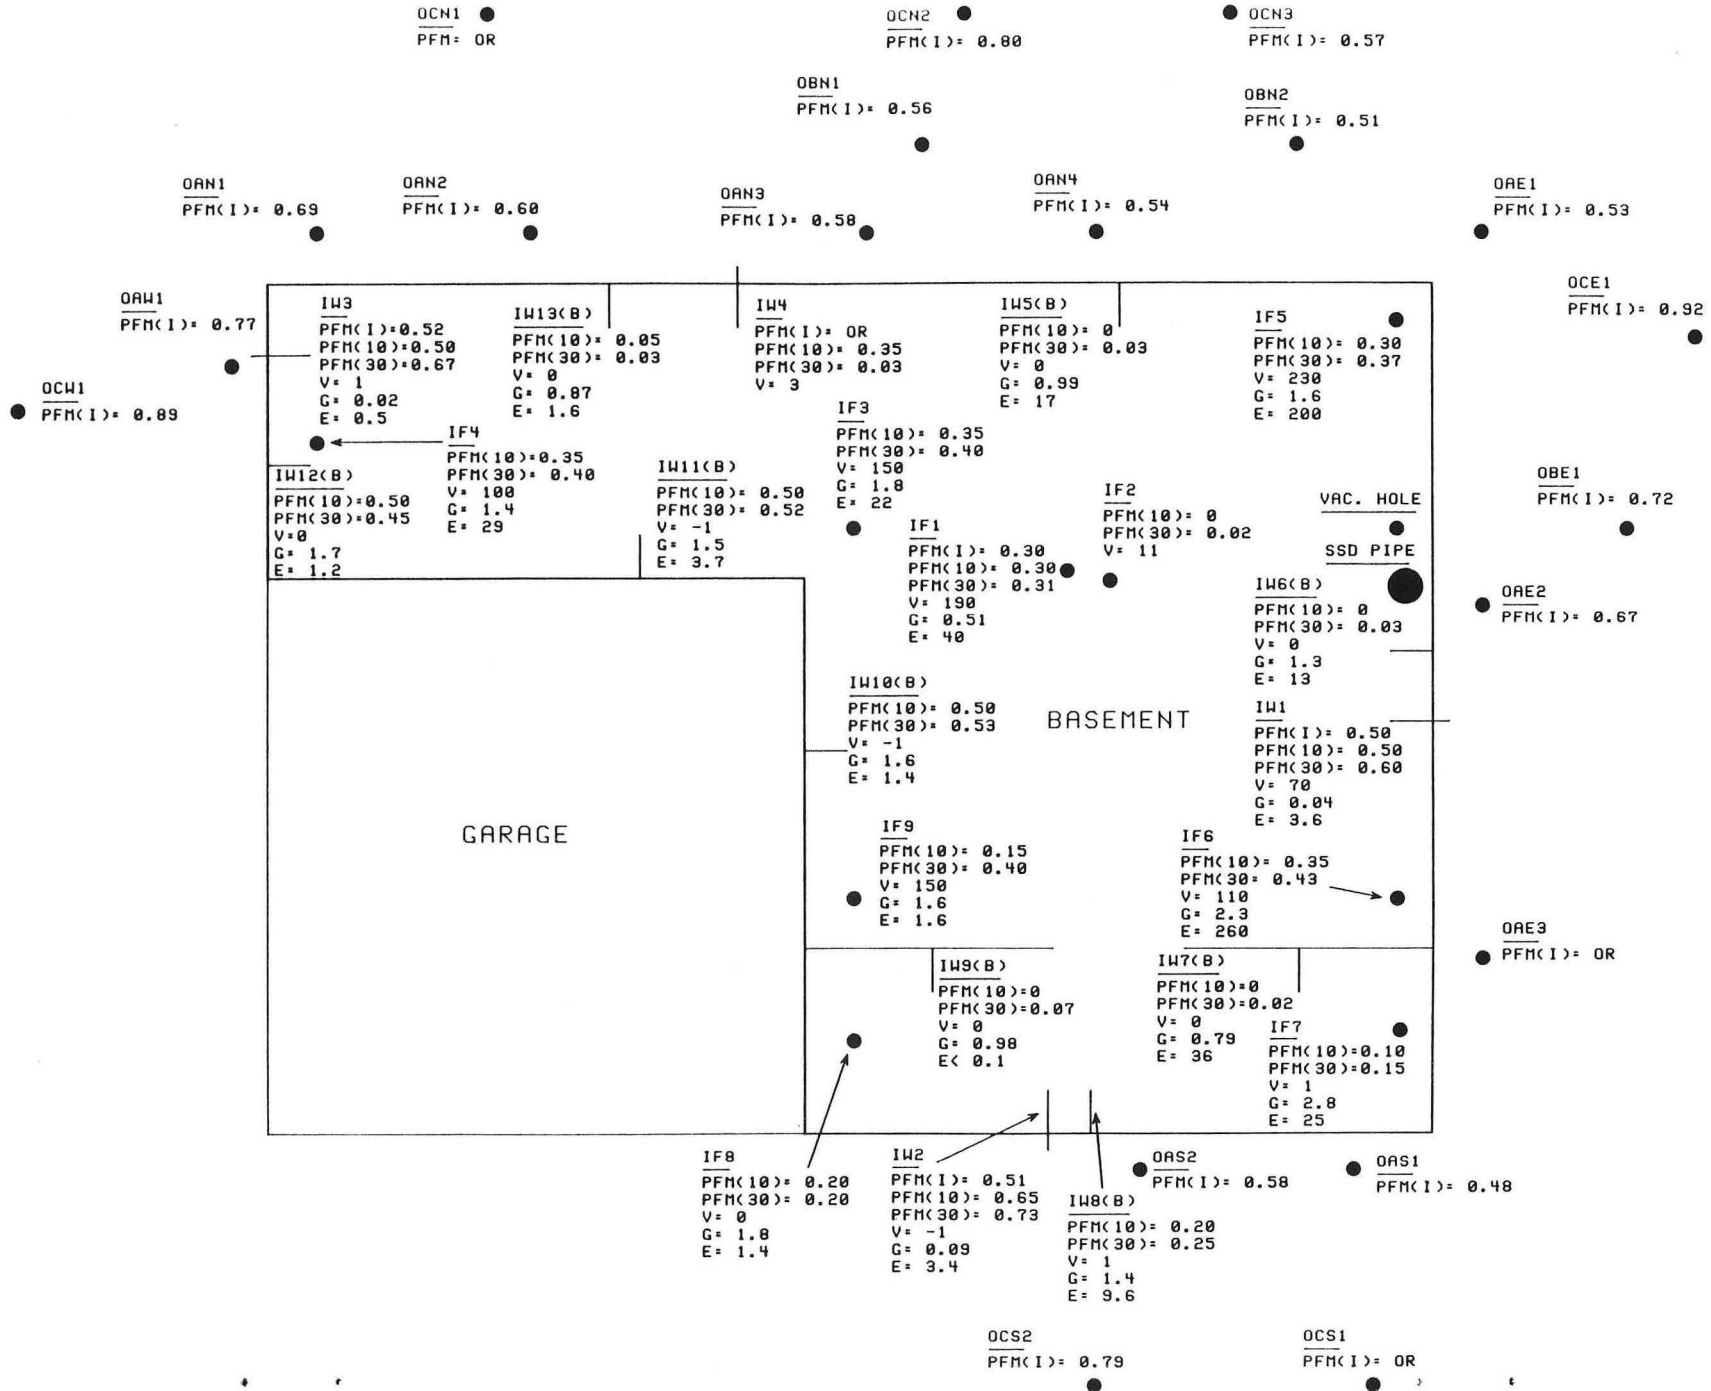 OCN1
PFM= OR
OCN2
PFM(I)= 0.80
OCN3
PFM(I)= 0.57
OBN1
PFM(I)= 0.56
OBN2
PFM(I)= 0.51
OAN1
PFM(I)= 0.69
OAN2
PFM(I)= 0.60
OAN3
PFM(I)= 0.58
OAN4
PFM(I)= 0.54
OAE1
PFM(I)= 0.53
OAW1
PFM(I)= 0.77
OCE1
PFM(I)= 0.92
OCW1
PFM(I)= 0.89
IW3
PFM(I)=0.52
PFM(10)=0.50
PFM(30)=0.67
V= 1
G= 0.02
E= 0.5
IW13(B)
PFM(10)= 0.05
PFM(30)= 0.03
V= 0
G= 0.87
E= 1.6
IW4
PFM(I)= OR
PFM(10)= 0.35
PFM(30)= 0.03
V= 3
IW5(B)
PFM(10)= 0
PFM(30)= 0.03
V= 0
G= 0.99
E= 17
IF5
PFM(10)= 0.30
PFM(30)= 0.37
V= 230
G= 1.6
E= 200
IF4
PFM(10)=0.35
PFM(30)= 0.40
V= 100
G= 1.4
E= 29
IF3
PFM(10)= 0.35
PFM(30)= 0.40
V= 150
G= 1.8
E= 22
IW12(B)
PFM(10)=0.50
PFM(30)=0.45
V=0
G= 1.7
E= 1.2
IW11(B)
PFM(10)= 0.50
PFM(30)= 0.52
V= -1
G= 1.5
E= 3.7
IF1
PFM(I)= 0.30
PFM(10)= 0.30
PFM(30)= 0.31
V= 190
G= 0.51
E= 40
IF2
PFM(10)= 0
PFM(30)= 0.02
V= 11
VAC. HOLE
SSD PIPE
OBE1
PFM(I)= 0.72
OAE2
PFM(I)= 0.67
IW6(B)
PFM(10)= 0
PFM(30)= 0.03
V= 0
G= 1.3
E= 13
IW10(B)
PFM(10)= 0.50
PFM(30)= 0.53
V= -1
G= 1.6
E= 1.4
BASEMENT
IW1
PFM(I)= 0.50
PFM(10)= 0.50
PFM(30)= 0.60
V= 70
G= 0.04
E= 3.6
GARAGE
IF9
PFM(10)= 0.15
PFM(30)= 0.40
V= 150
G= 1.6
E= 1.6
IF6
PFM(10)= 0.35
PFM(30= 0.43
V= 110
G= 2.3
E= 260
OAE3
PFM(I)= OR
IW9(B)
PFM(10)=0
PFM(30)=0.07
V= 0
G= 0.98
E< 0.1
IW7(B)
PFM(10)=0
PFM(30)=0.02
V= 0
G= 0.79
E= 36
IF7
PFM(10)=0.10
PFM(30)=0.15
V= 1
G= 2.8
E= 25
IF8
PFM(10)= 0.20
PFM(30)= 0.20
V= 0
G= 1.8
E= 1.4
IW2
PFM(I)= 0.51
PFM(10)= 0.65
PFM(30)= 0.73
V= -1
G= 0.09
E= 3.4
OAS2
PFM(I)= 0.58
OAS1
PFM(I)= 0.48
IW8(B)
PFM(10)= 0.20
PFM(30)= 0.25
V= 1
G= 1.4
E= 9.6
OCS2
PFM(I)= 0.79
OCS1
PFM(I)= OR